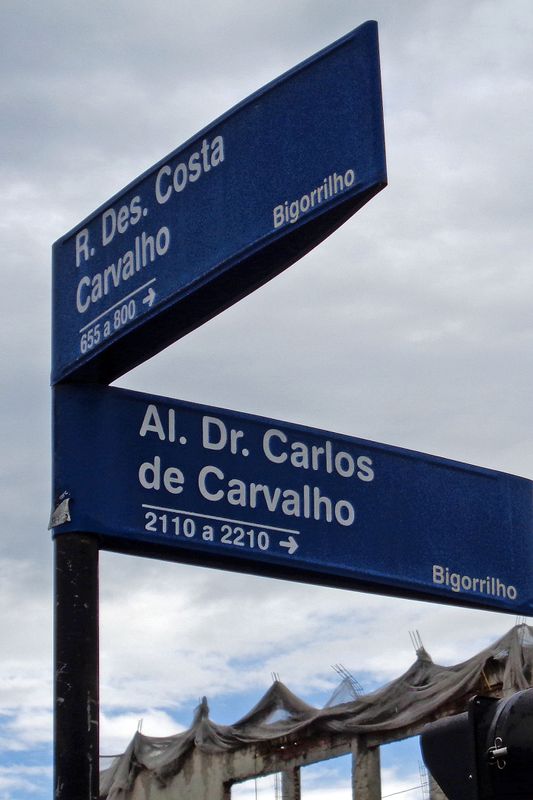 R. Des. Costa
Carvalho
655 a 800 →
Bigorrilho
Al. Dr. Carlos
de Carvalho
2110 a 2210 →
Bigorrilho